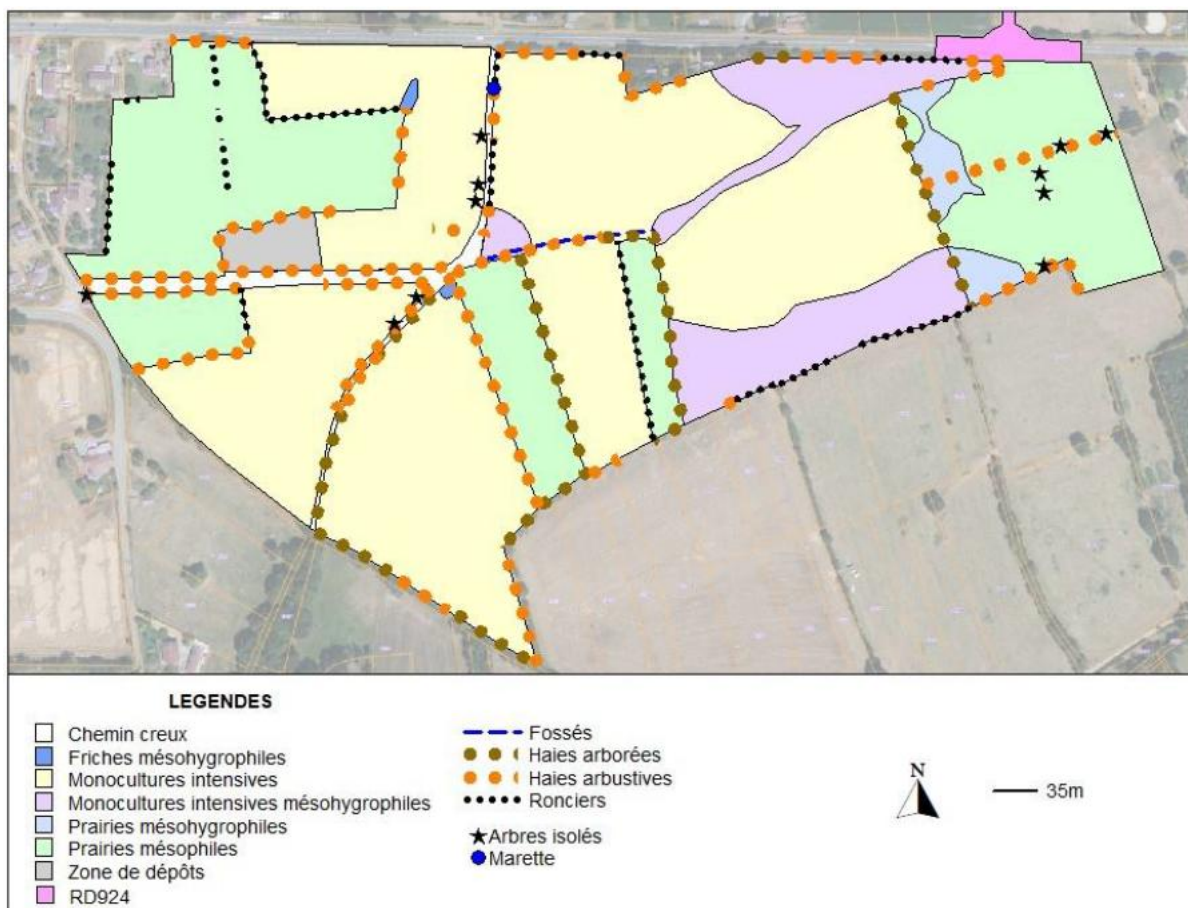 LEGENDES
Chemin creux
Friches mésohygrophiles
Monocultures intensives
Monocultures intensives mésohygrophiles
Prairies mésohygrophiles
Prairies mésophiles
Zone de dépôts
RD924
Fossés
Haies arborées
Haies arbustives
Ronciers
Arbres isolés
Marette
N
35m